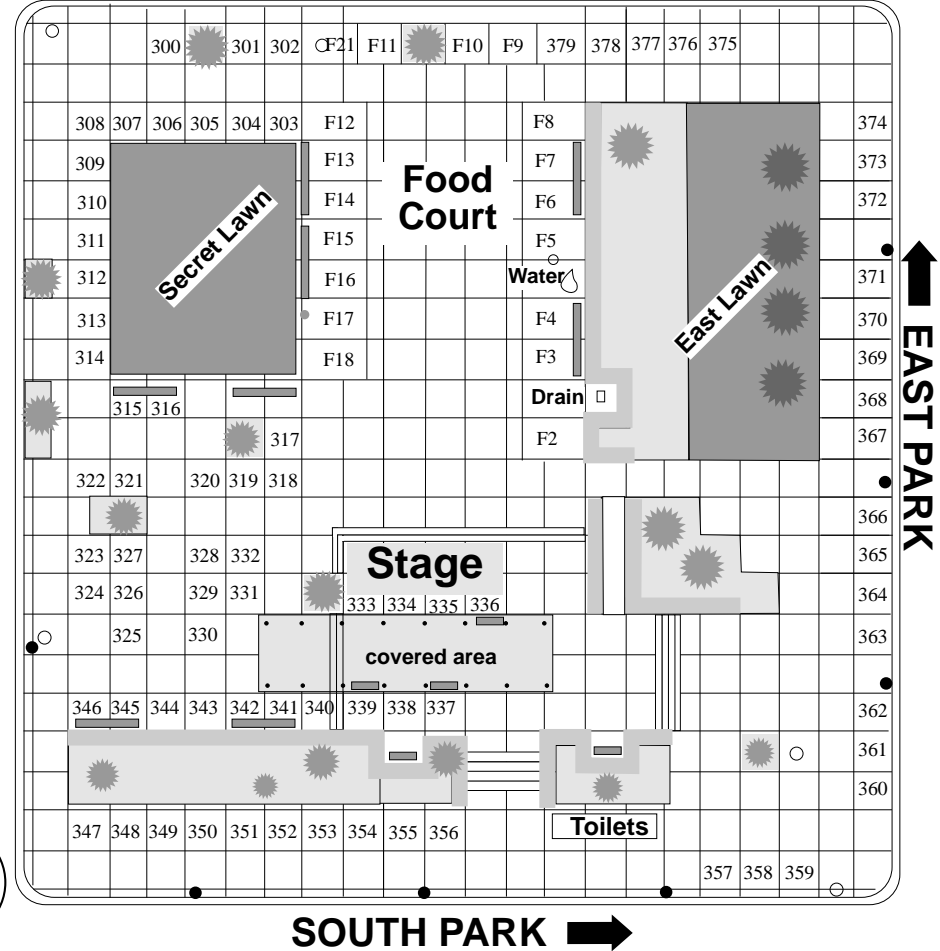 300 301 302 F21 F11 F10 F9 379 378 377 376 375
308 307 306 305 304 303 F12 F8 374
309 F13 F7 373
Food
Court
310 F14 F6 372
Secret Lawn
311 F15 F5
312 F16 Water 371
East Lawn
313 F17 F4 370
314 F18 F3 369
315 316 Drain 368
317 F2 367
EAST PARK
322 321 320 319 318
366
323 327 328 332 Stage 365
324 326 329 331 333 334 335 336 364
325 330 363
covered area
346 345 344 343 342 341 340 339 338 337 362
361
360
347 348 349 350 351 352 353 354 355 356 Toilets
357 358 359
SOUTH PARK